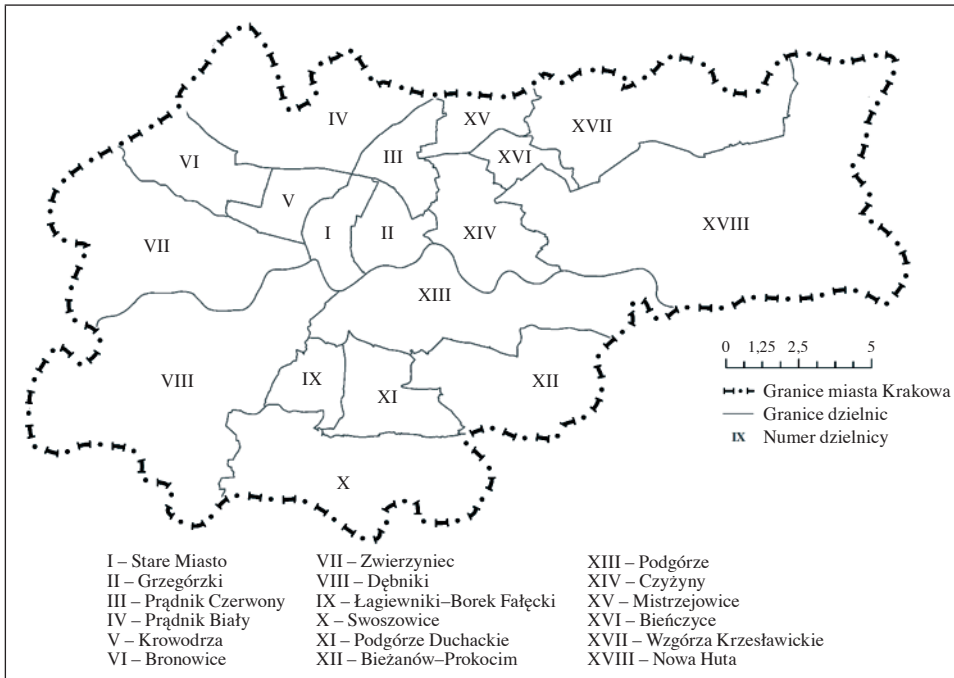 IV
XV
XVII
III
VI
XVI
V
I
II
XIV
XVIII
VII
XIII
0 1,25 2,5 5
VIII
IX
XI
XII
Granice miasta Krakowa
Granice dzielnic
IX Numer dzielnicy
X
I – Stare Miasto
II – Grzegórzki
III – Prądnik Czerwony
IV – Prądnik Biały
V – Krowodrza
VI – Bronowice
VII – Zwierzyniec
VIII – Dębniki
IX – Łagiewniki–Borek Fałęcki
X – Swoszowice
XI – Podgórze Duchackie
XII – Bieżanów–Prokocim
XIII – Podgórze
XIV – Czyżyny
XV – Mistrzejowice
XVI – Bieńczyce
XVII – Wzgórza Krzesławickie
XVIII – Nowa Huta